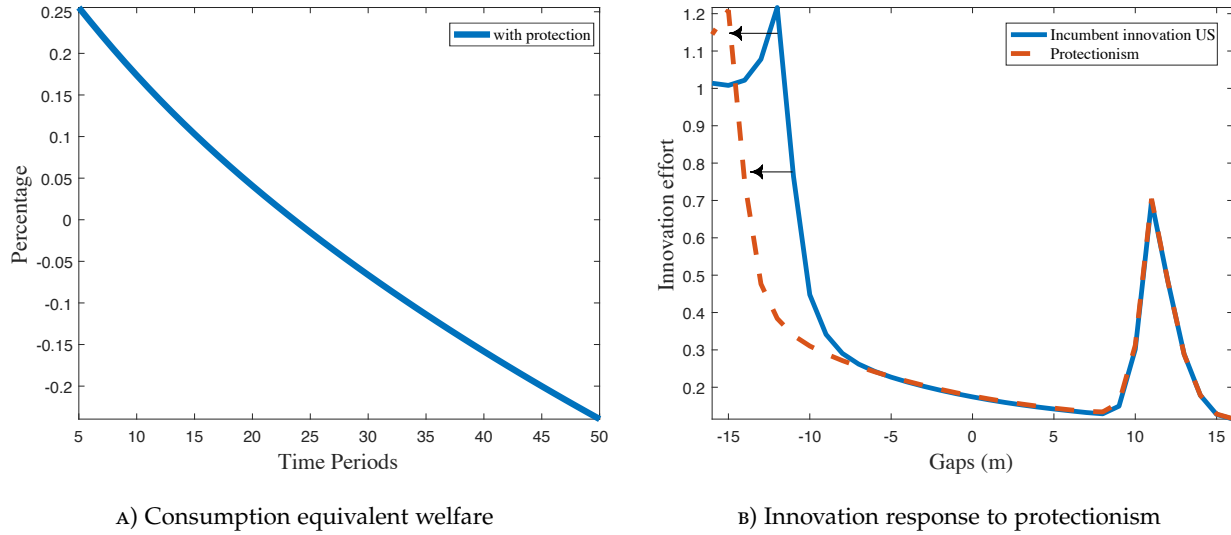 0.25
0.2
0.15
0.1
0.05
0
-0.05
-0.1
-0.15
-0.2
Percentage
with protection
5 10 15 20 25 30 35 40 45 50
Time Periods
A) Consumption equivalent welfare
1.2
1.1
1
0.9
0.8
0.7
0.6
0.5
0.4
0.3
0.2
Innovation effort
Incumbent innovation US
Protectionism
-15 -10 -5 0 5 10 15
Gaps (m)
B) Innovation response to protectionism